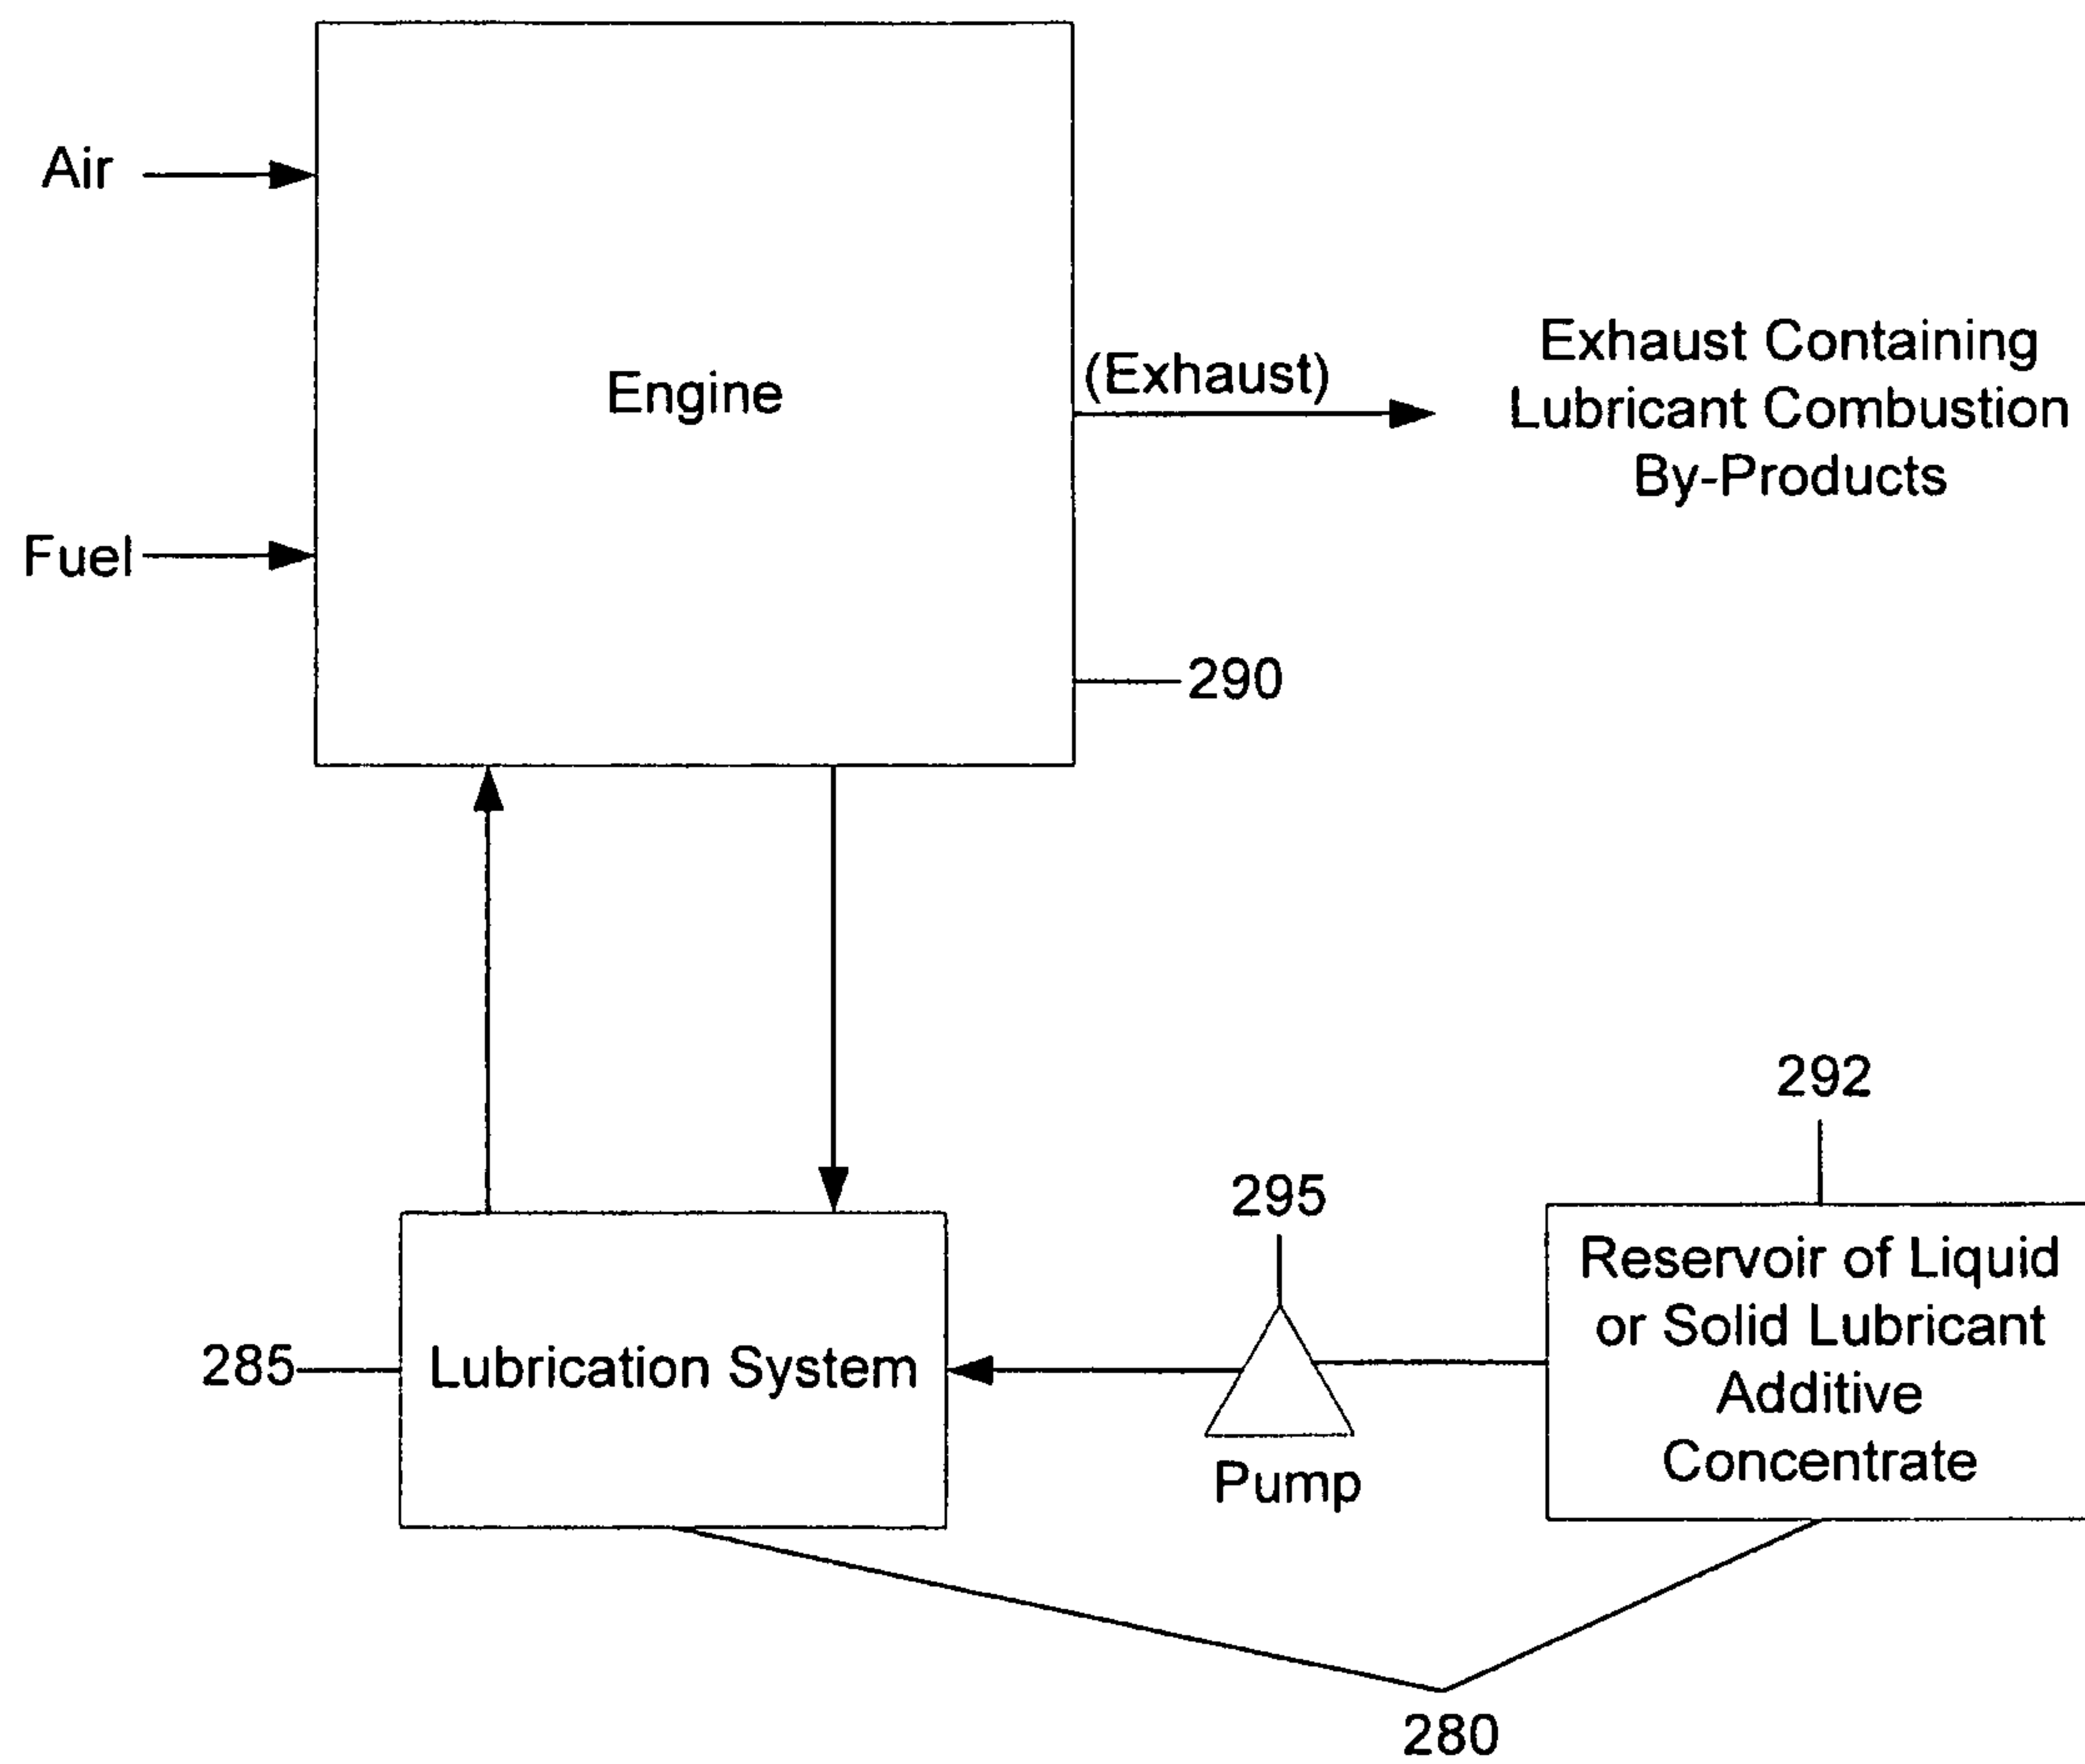 Air
Engine
(Exhaust)
Exhaust Containing
Lubricant Combustion
By-Products
Fuel
290
292
295
Reservoir of Liquid
or Solid Lubricant
Additive
Concentrate
285
Lubrication System
Pump
280